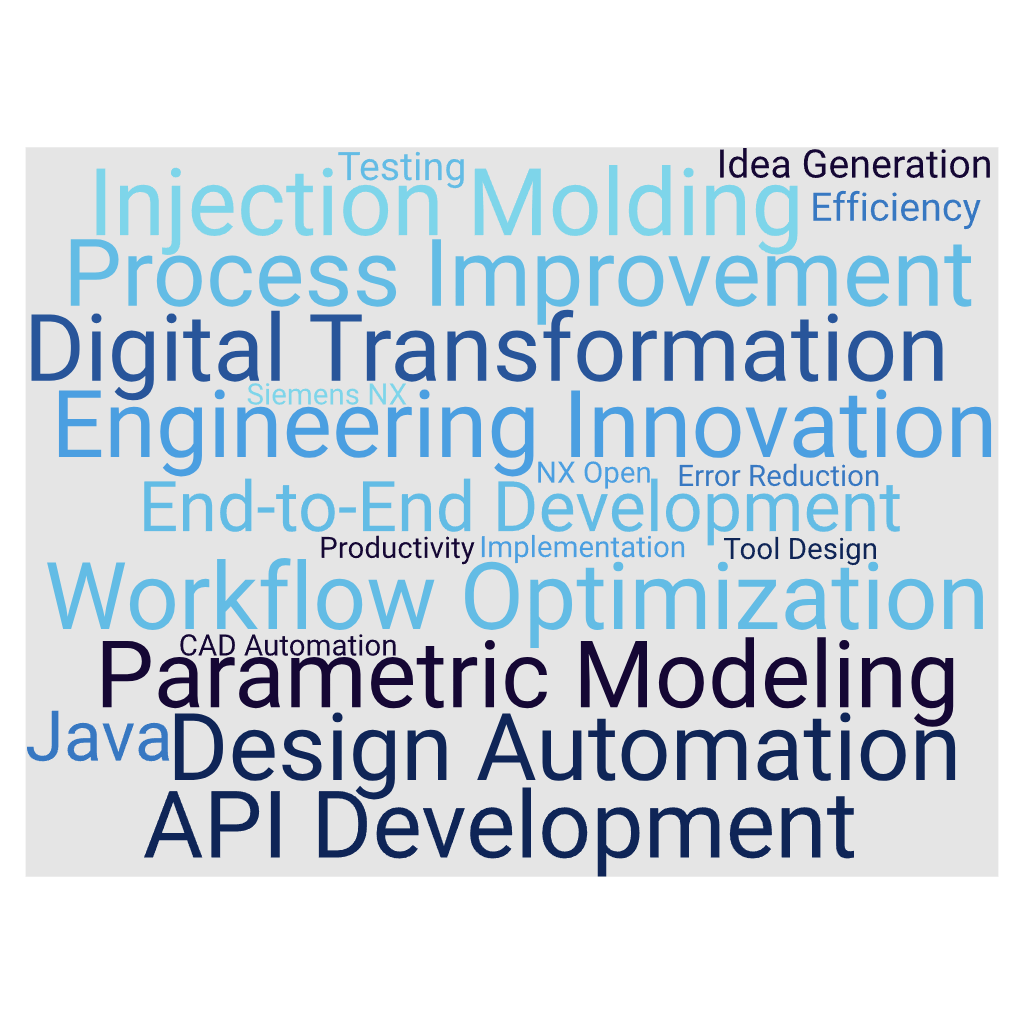 Testing
Idea Generation
Injection Molding
Efficiency
Process Improvement
Digital Transformation
Siemens NX
Engineering Innovation
NX Open
Error Reduction
End-to-End Development
Productivity
Implementation
Tool Design
Workflow Optimization
CAD Automation
Parametric Modeling
Java
Design Automation
API Development